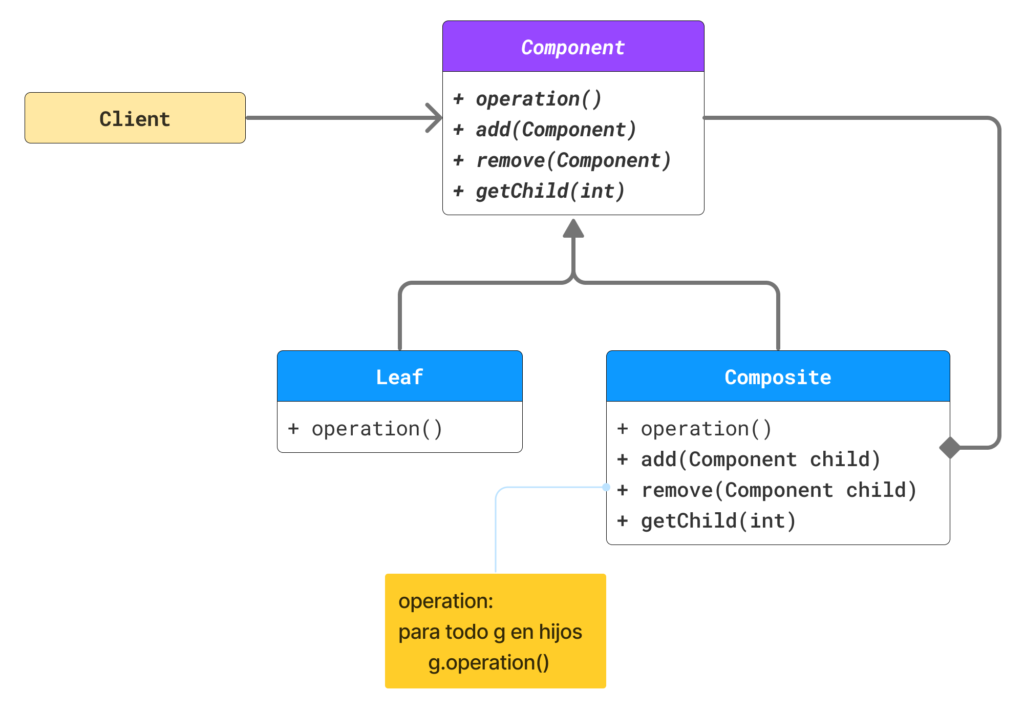 Component
+ operation()
+ add(Component)
+ remove(Component)
+ getChild(int)
Client
Leaf
+ operation()
Composite
+ operation()
+ add(Component child)
+ remove(Component child)
+ getChild(int)
operation:
para todo g en hijos
g.operation()